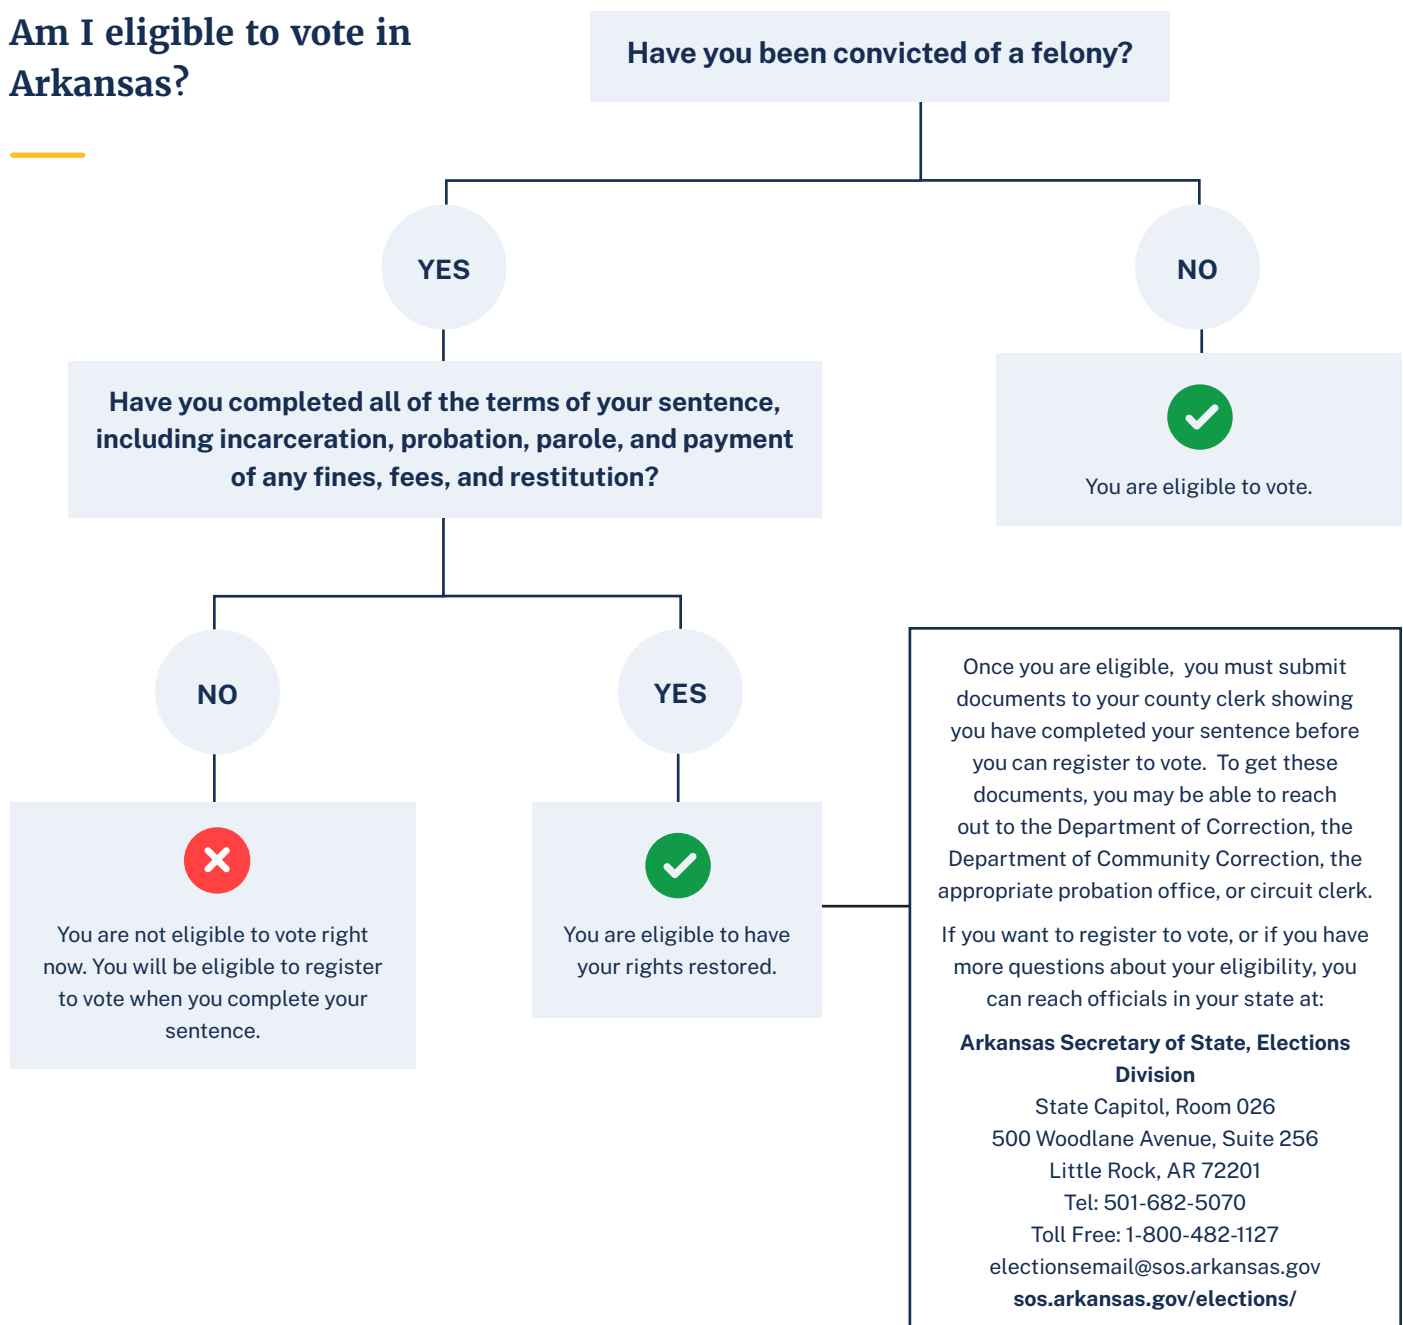 Am I eligible to vote in
Arkansas?
Have you been convicted of a felony?
YES
NO
Have you completed all of the terms of your sentence,
including incarceration, probation, parole, and payment
of any fines, fees, and restitution?
You are eligible to vote.
NO
YES
You are not eligible to vote right
now. You will be eligible to register
to vote when you complete your
sentence.
You are eligible to have
your rights restored.
Once you are eligible,  you must submit
documents to your county clerk showing
you have completed your sentence before
you can register to vote.  To get these
documents, you may be able to reach
out to the Department of Correction, the
Department of Community Correction, the
appropriate probation office, or circuit clerk.
If you want to register to vote, or if you have
more questions about your eligibility, you
can reach officials in your state at:
Arkansas Secretary of State, Elections
Division
State Capitol, Room 026
500 Woodlane Avenue, Suite 256
Little Rock, AR 72201
Tel: 501-682-5070
Toll Free: 1-800-482-1127
electionsemail@sos.arkansas.gov
sos.arkansas.gov/elections/